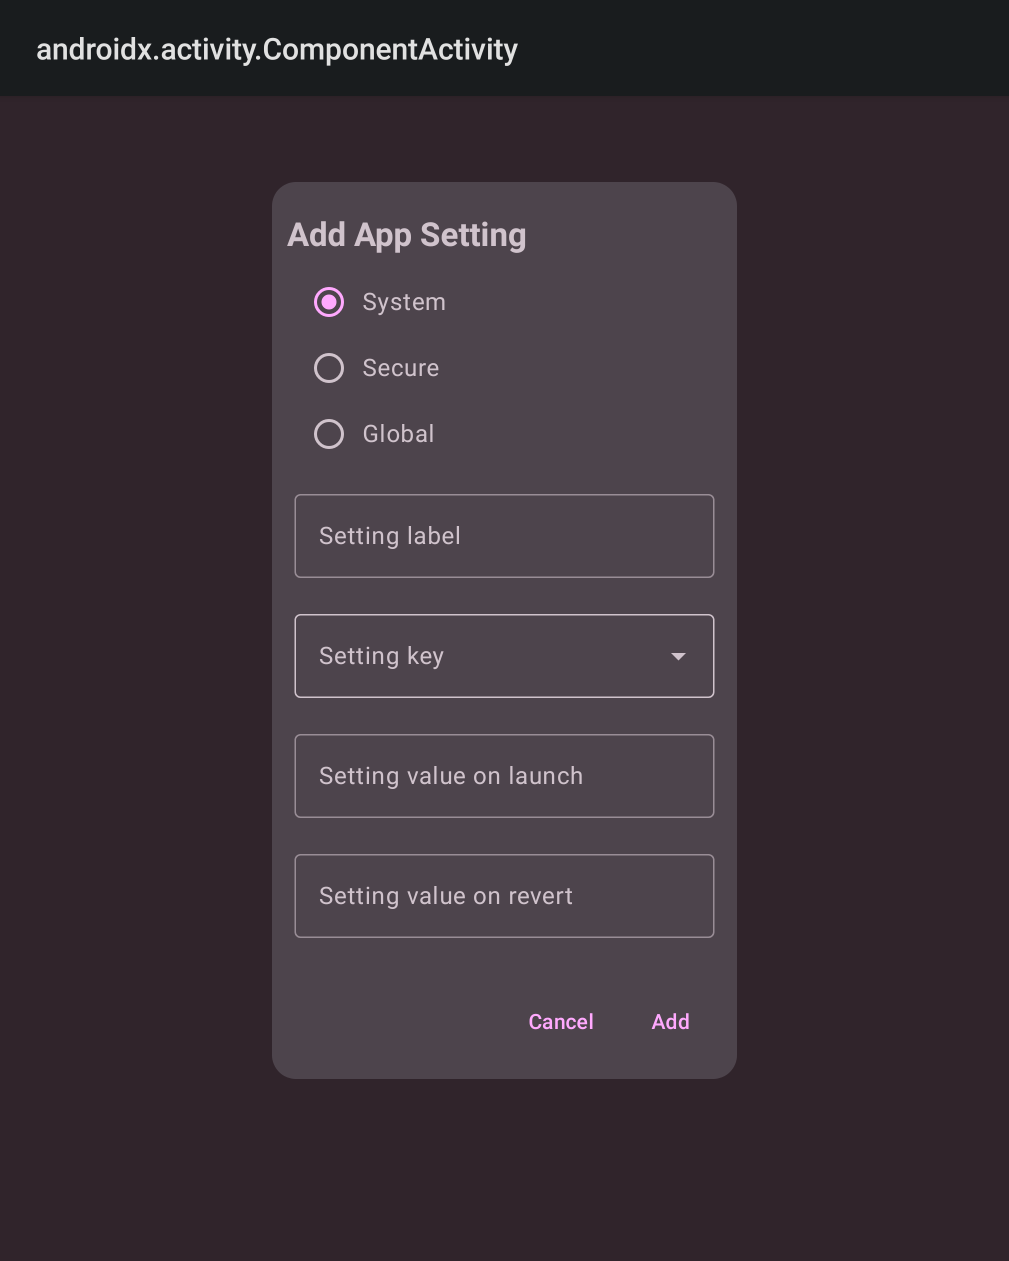 androidx.activity.ComponentActivity
Add App Setting
System
Secure
Global
Setting label
Setting key
Setting value on launch
Setting value on revert
Cancel Add